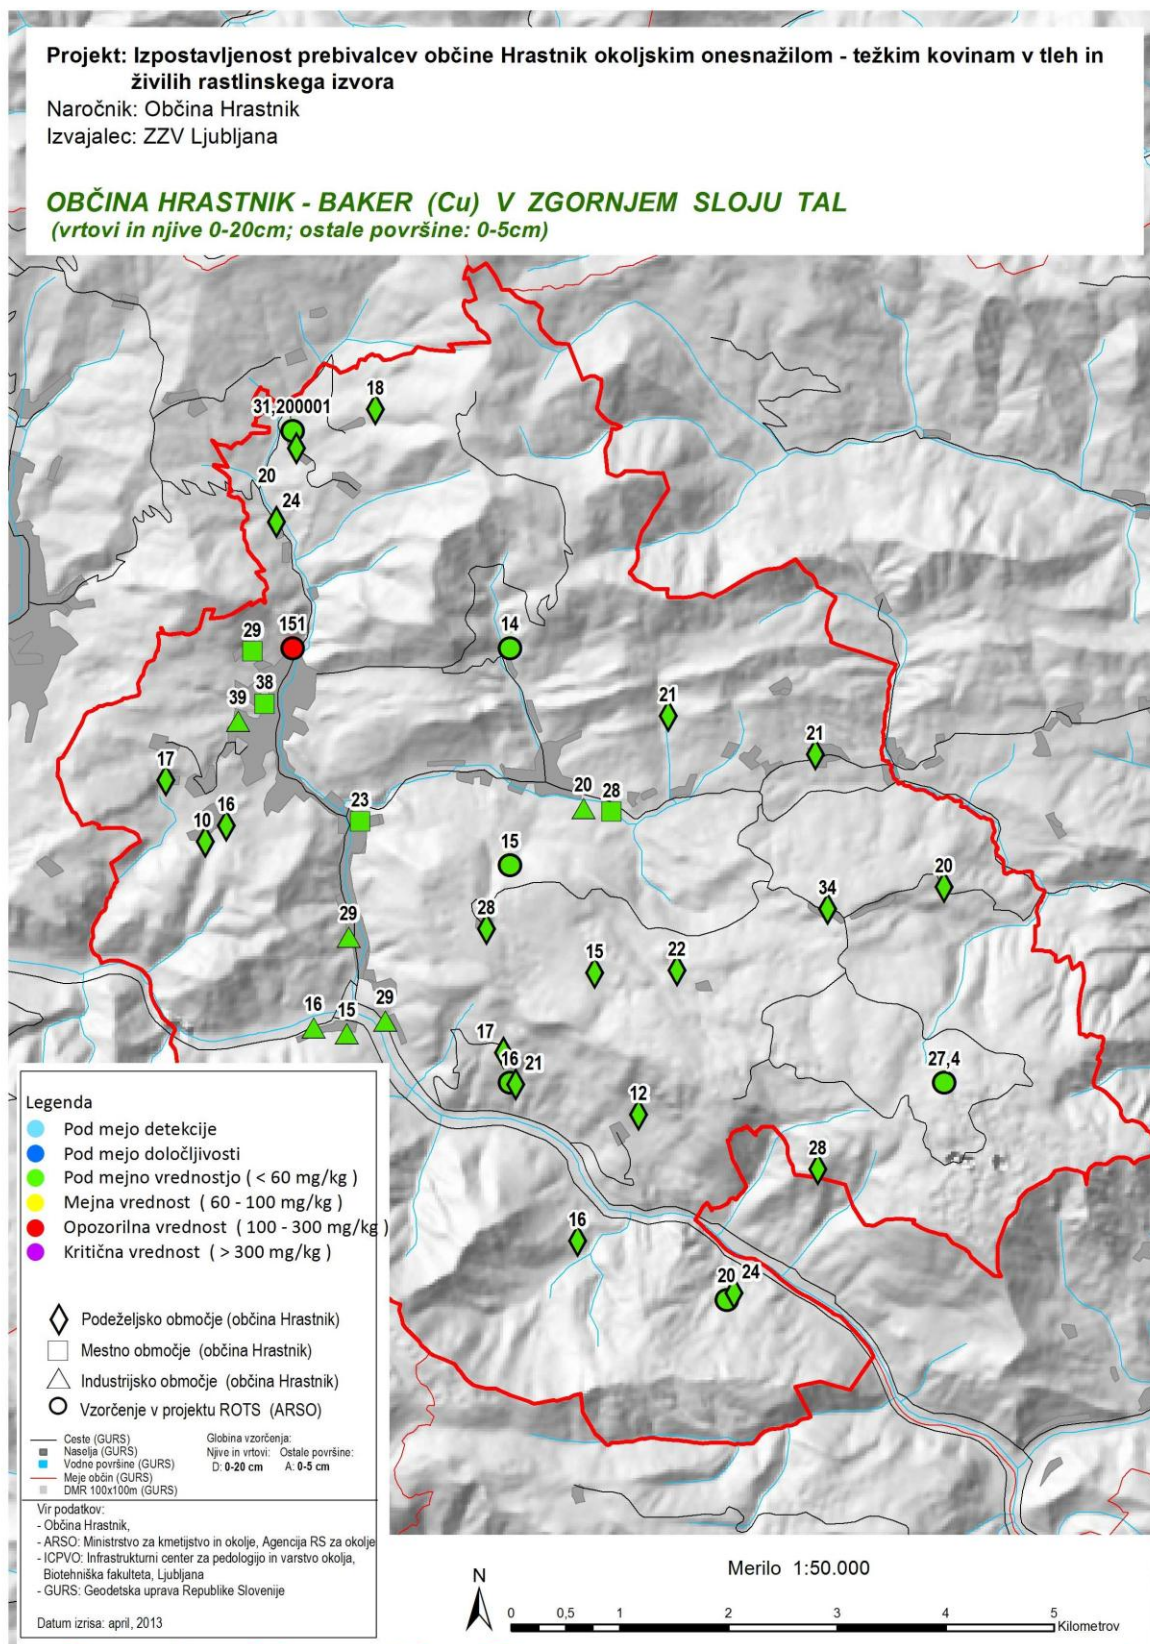 Projekt: Izpostavljenost prebivalcev občine Hrastnik okoljskim onesnažilom - težkim kovinam v tleh in
živilih rastlinskega izvora
Naročnik: Občina Hrastnik
Izvajalec: ZZV Ljubljana
OBČINA HRASTNIK - BAKER (Cu) V ZGORNJEM SLOJU TAL
(vrtovi in njive 0-20cm; ostale površine: 0-5cm)
18
31,200001
20
24
29
151
14
38
39
21
21
17
20
28
23
16
10
15
34
20
28
29
15
22
16
15
29
17
16
21
27,4
12
28
16
20
24
Legenda
Pod mejo detekcije
Pod mejo določljivosti
Pod mejno vrednostjo ( < 60 mg/kg )
Mejna vrednost ( 60 - 100 mg/kg )
Opozorilna vrednost ( 100 - 300 mg/kg )
Kritična vrednost ( > 300 mg/kg )
Podeželjsko območje (občina Hrastnik)
Mestno območje (občina Hrastnik)
Industrijsko območje (občina Hrastnik)
Vzorčenje v projektu ROTS (ARSO)
Ceste (GURS)
Naselja (GURS)
Vodne površine (GURS)
Meje občin (GURS)
DMR 100x100m (GURS)
Globina vzorčenja:
Njive in vrtovi: Ostale površine:
D: 0-20 cm A: 0-5 cm
Vir podatkov:
- Občina Hrastnik,
- ARSO: Ministrstvo za kmetijstvo in okolje, Agencija RS za okolje
- ICPVO: Infrastrukturni center za pedologijo in varstvo okolja,
Biotehniška fakulteta, Ljubljana
- GURS: Geodetska uprava Republike Slovenije
Datum izrisa: april, 2013
N
Merilo 1:50.000
0 0,5 1 2 3 4 5
Kilometrov